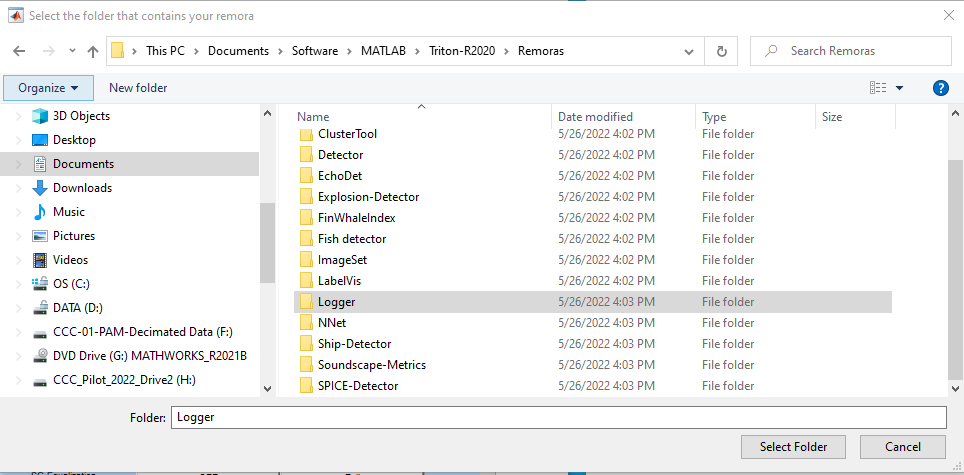 Select the folder that contains your remora
This PC > Documents > Software > MATLAB > Triton-R2020 > Remoras
Search Remoras
Organize
New folder
3D Objects
Desktop
Documents
Downloads
Music
Pictures
Videos
OS (C:)
DATA (D:)
CCC-01-PAM-Decimated Data (F:)
DVD Drive (G:) MATHWORKS_R2021B
CCC_Pilot_2022_Drive2 (H:)
Name Date modified Type Size
ClusterTool 5/26/2022 4:02 PM File folder
Detector 5/26/2022 4:02 PM File folder
EchoDet 5/26/2022 4:02 PM File folder
Explosion-Detector 5/26/2022 4:02 PM File folder
FinWhaleIndex 5/26/2022 4:02 PM File folder
Fish detector 5/26/2022 4:02 PM File folder
ImageSet 5/26/2022 4:02 PM File folder
LabelVis 5/26/2022 4:02 PM File folder
Logger 5/26/2022 4:03 PM File folder
NNet 5/26/2022 4:03 PM File folder
Ship-Detector 5/26/2022 4:03 PM File folder
Soundscape-Metrics 5/26/2022 4:03 PM File folder
SPICE-Detector 5/26/2022 4:03 PM File folder
Folder: Logger
Select Folder
Cancel